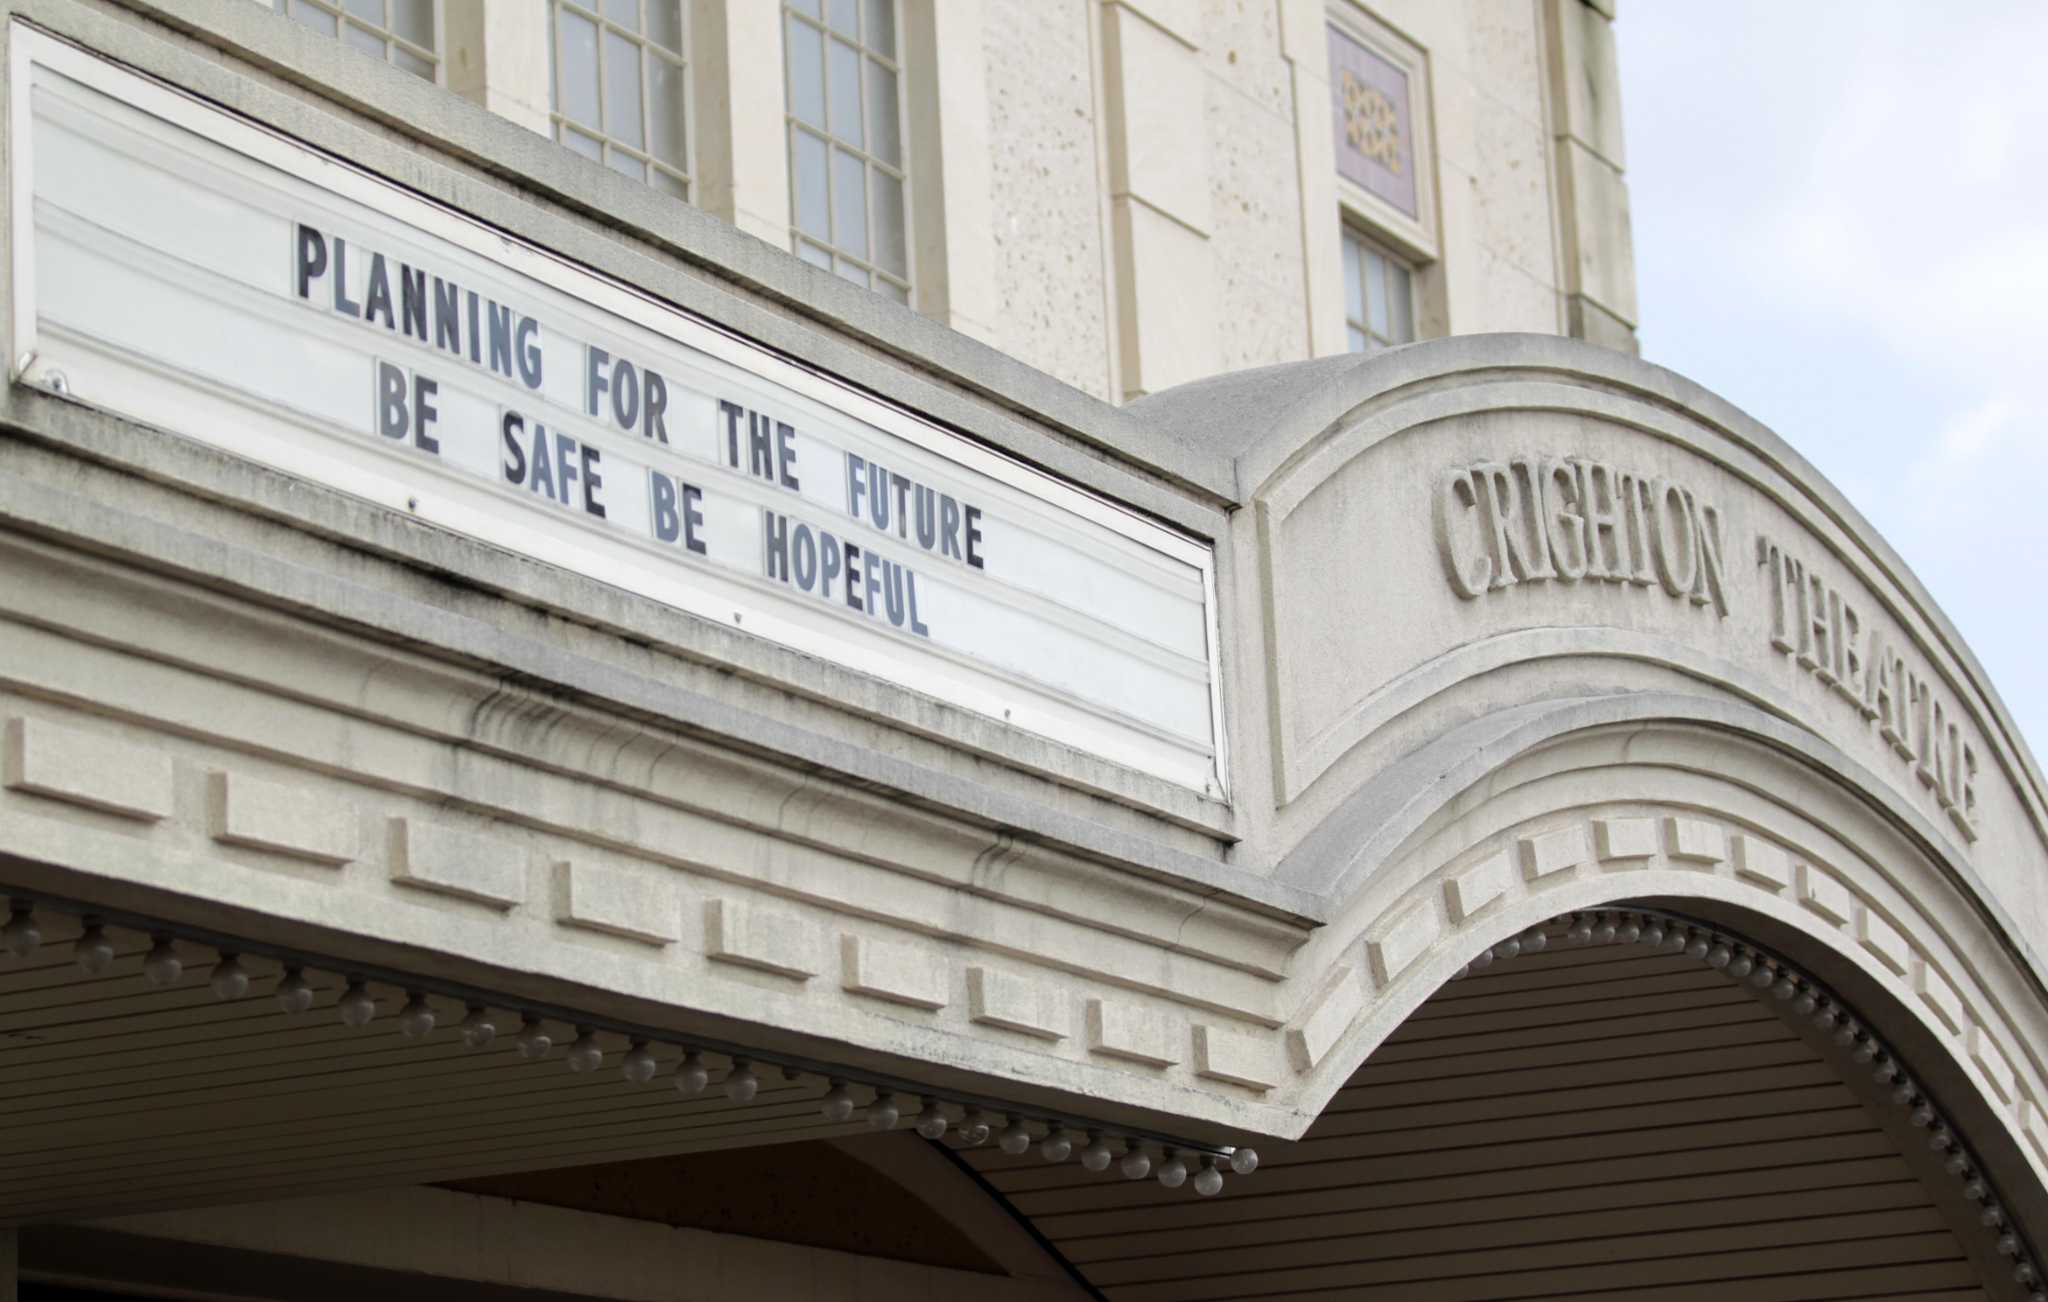 PLANNING FOR THE FUTURE
BE SAFE BE HOPEFUL
CRIGHTON THEATRE